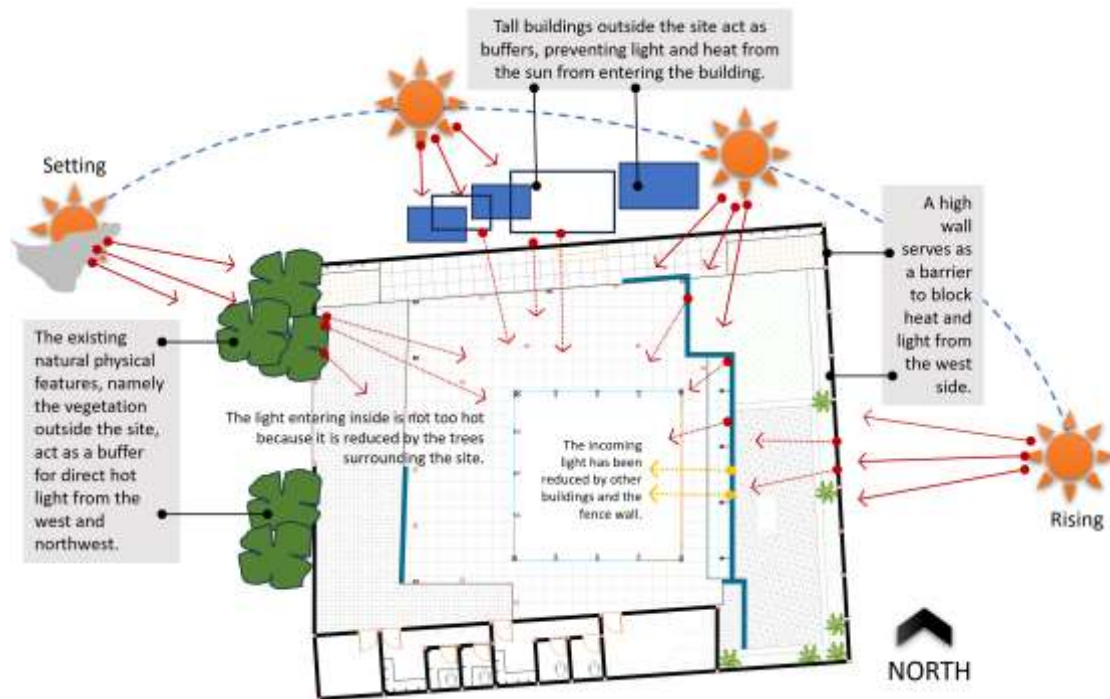 Tall buildings outside the site act as
buffers, preventing light and heat from
the sun from entering the building.
Setting
A high
wall
serves as
a barrier
to block
heat and
light from
the west
side.
The existing
natural physical
features, namely
the vegetation
outside the site,
act as a buffer
for direct hot
light from the
west and
northwest.
The light entering inside is not too hot
because it is reduced by the trees
surrounding the site.
The incoming
light has been
reduced by other
buildings and the
fence wall.
Rising
NORTH